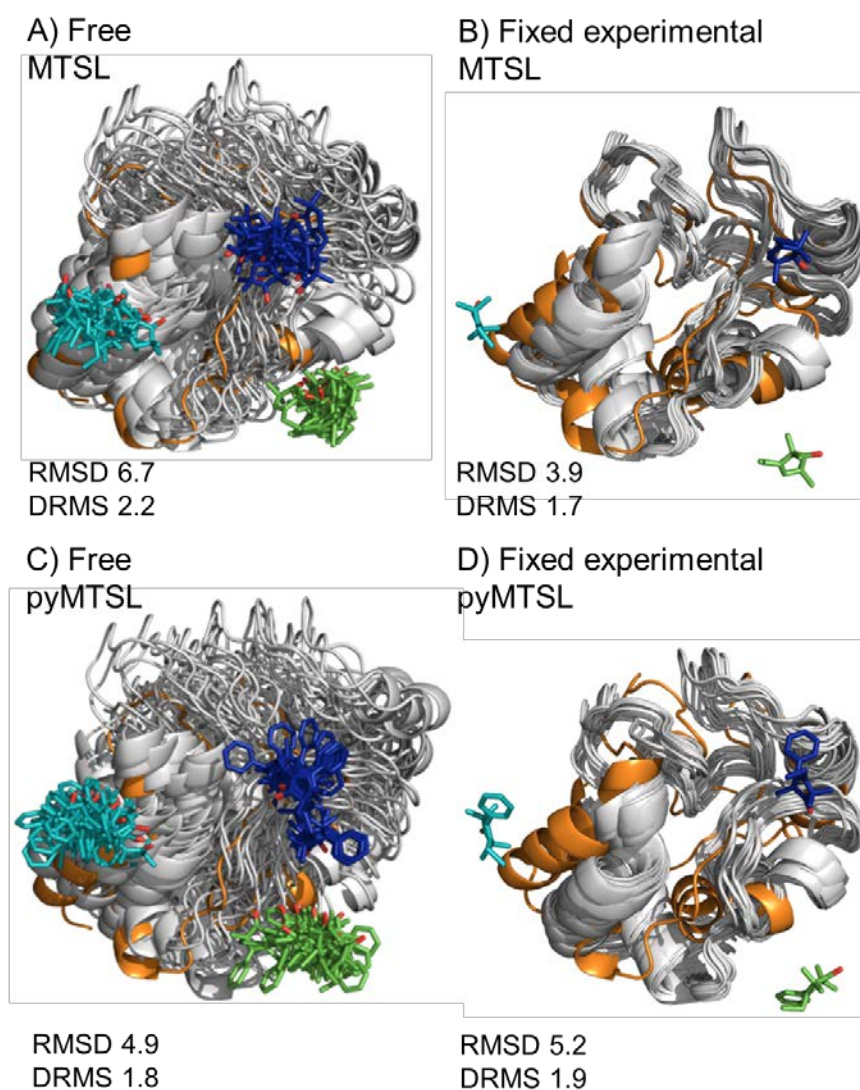 A) Free
MTSL
B) Fixed experimental
MTSL
RMSD 6.7
DRMS 2.2
RMSD 3.9
DRMS 1.7
C) Free
pyMTSL
D) Fixed experimental
pyMTSL
RMSD 4.9
DRMS 1.8
RMSD 5.2
DRMS 1.9